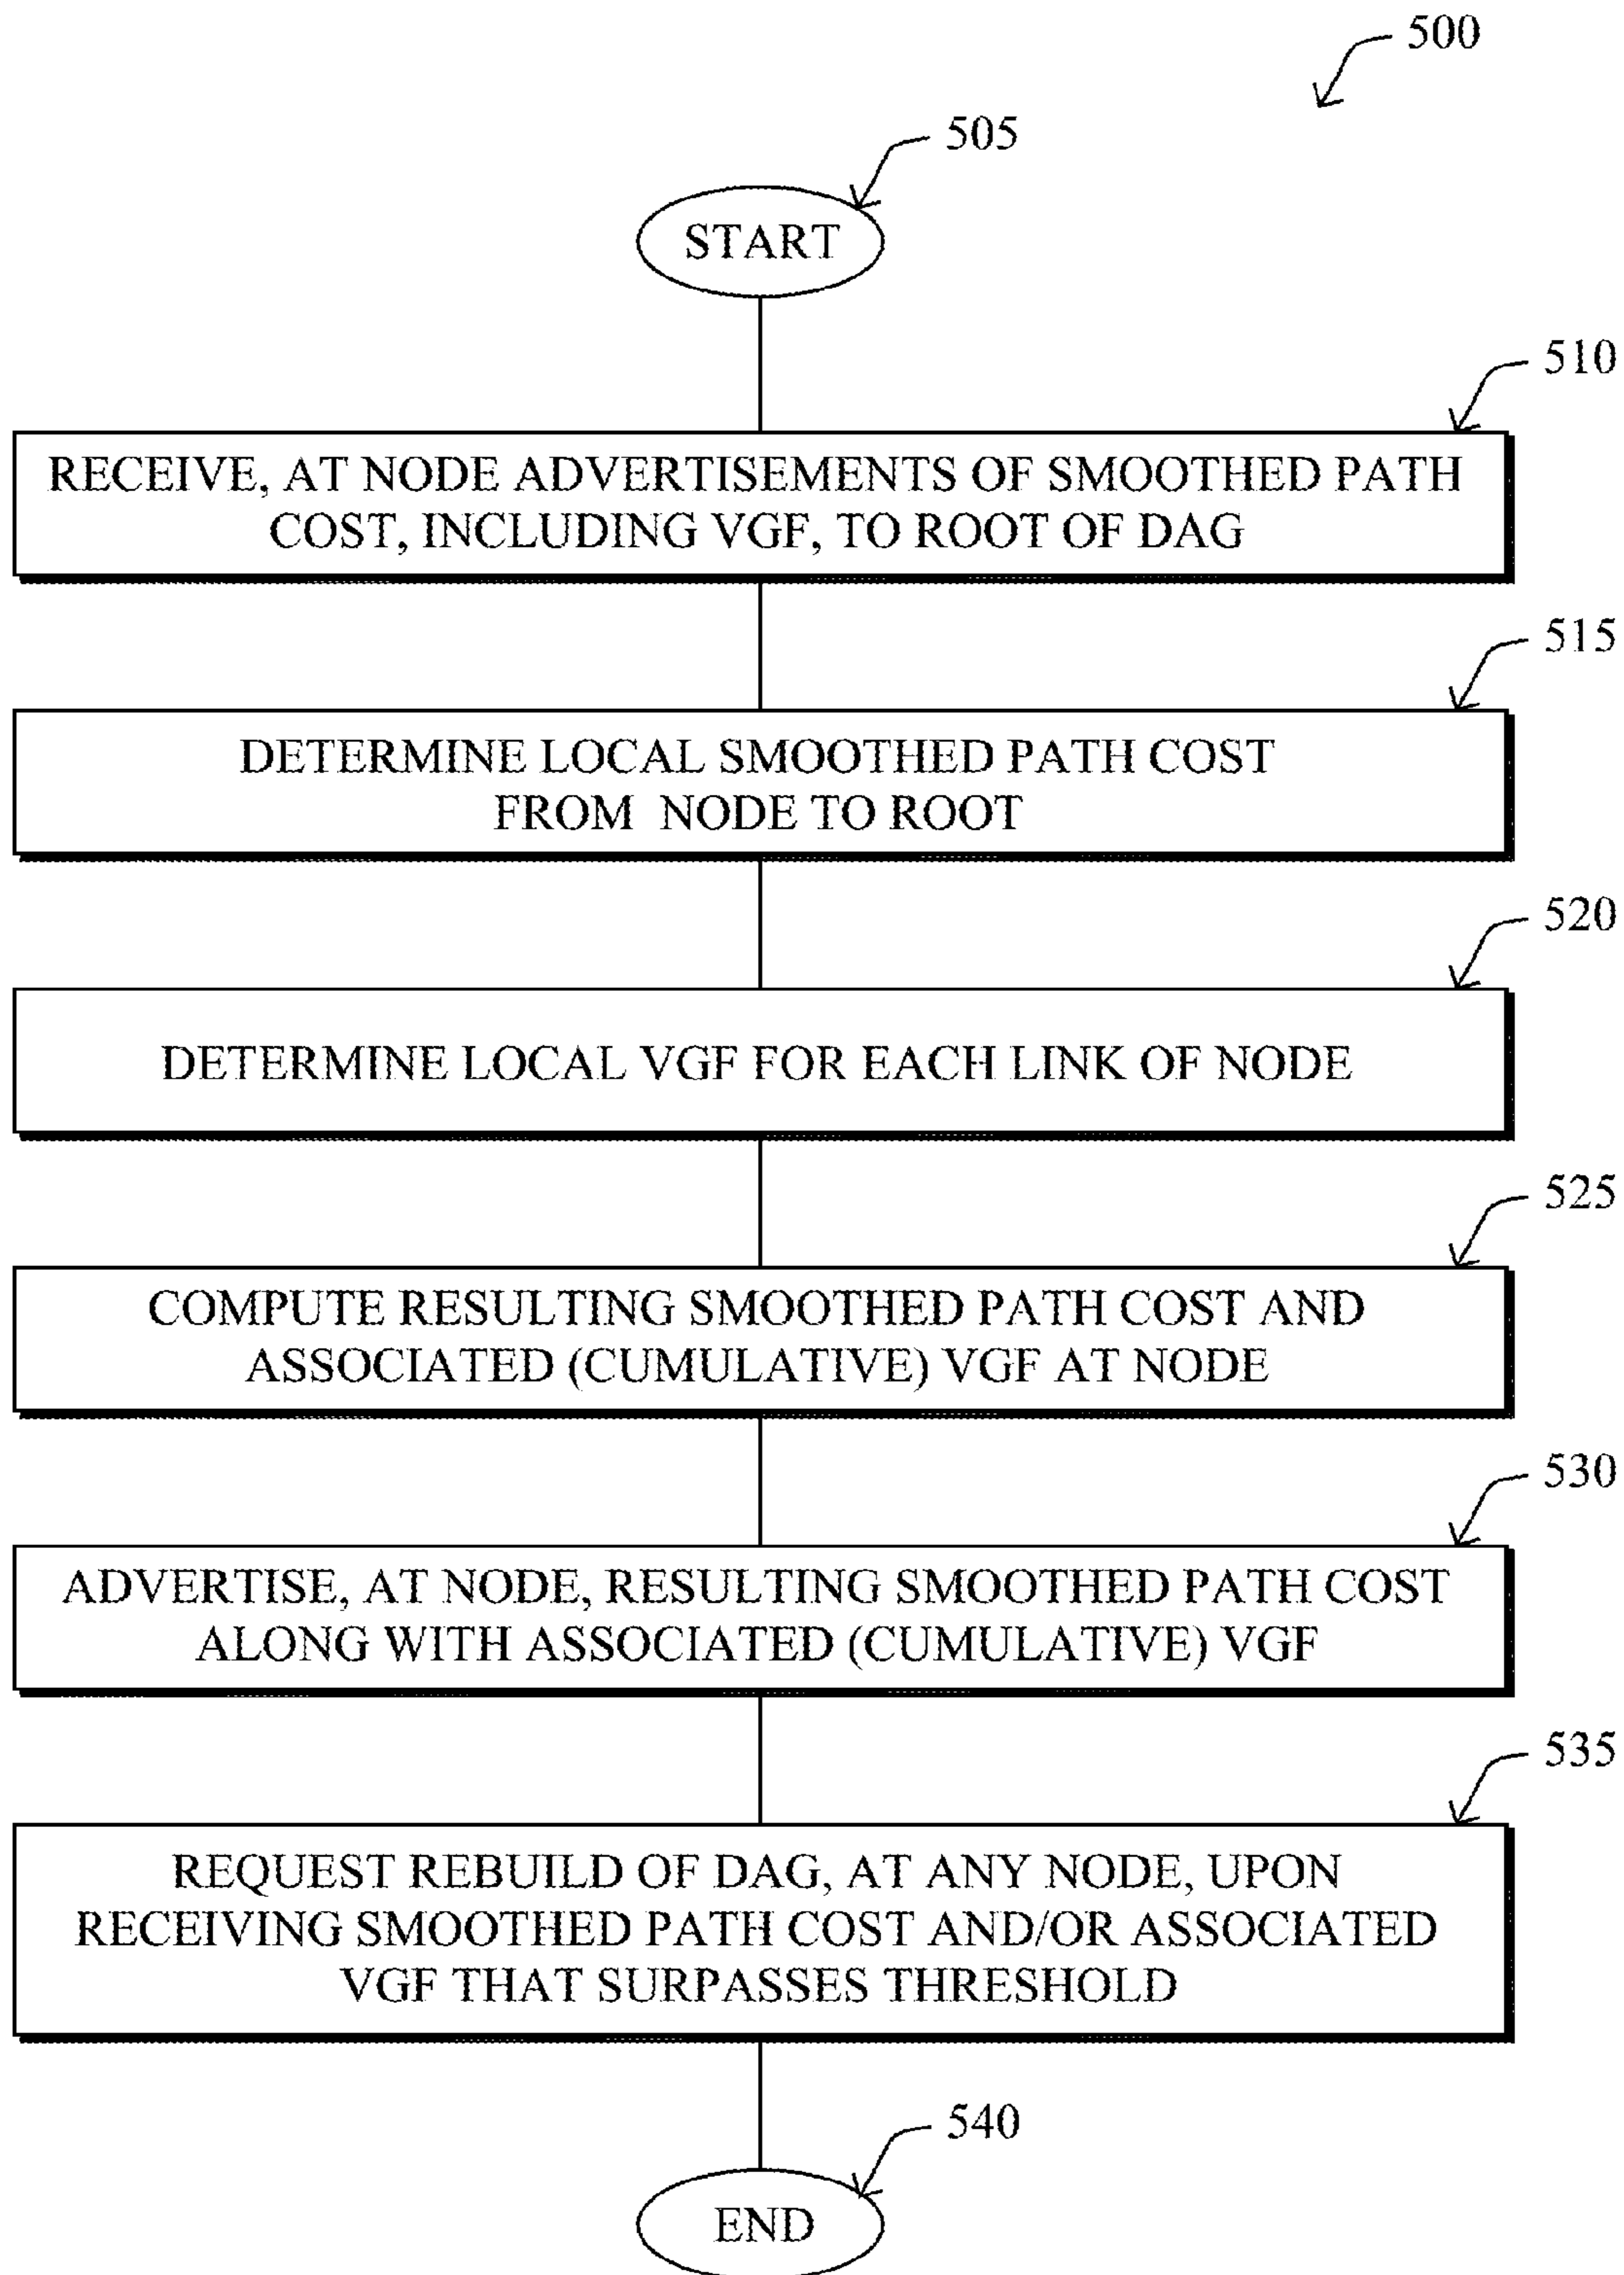 500
505
START
510
RECEIVE, AT NODE ADVERTISEMENTS OF SMOOTHED PATH
COST, INCLUDING VGF, TO ROOT OF DAG
515
DETERMINE LOCAL SMOOTHED PATH COST
FROM NODE TO ROOT
520
DETERMINE LOCAL VGF FOR EACH LINK OF NODE
525
COMPUTE RESULTING SMOOTHED PATH COST AND
ASSOCIATED (CUMULATIVE) VGF AT NODE
530
ADVERTISE, AT NODE, RESULTING SMOOTHED PATH COST
ALONG WITH ASSOCIATED (CUMULATIVE) VGF
535
REQUEST REBUILD OF DAG, AT ANY NODE, UPON
RECEIVING SMOOTHED PATH COST AND/OR ASSOCIATED
VGF THAT SURPASSES THRESHOLD
540
END